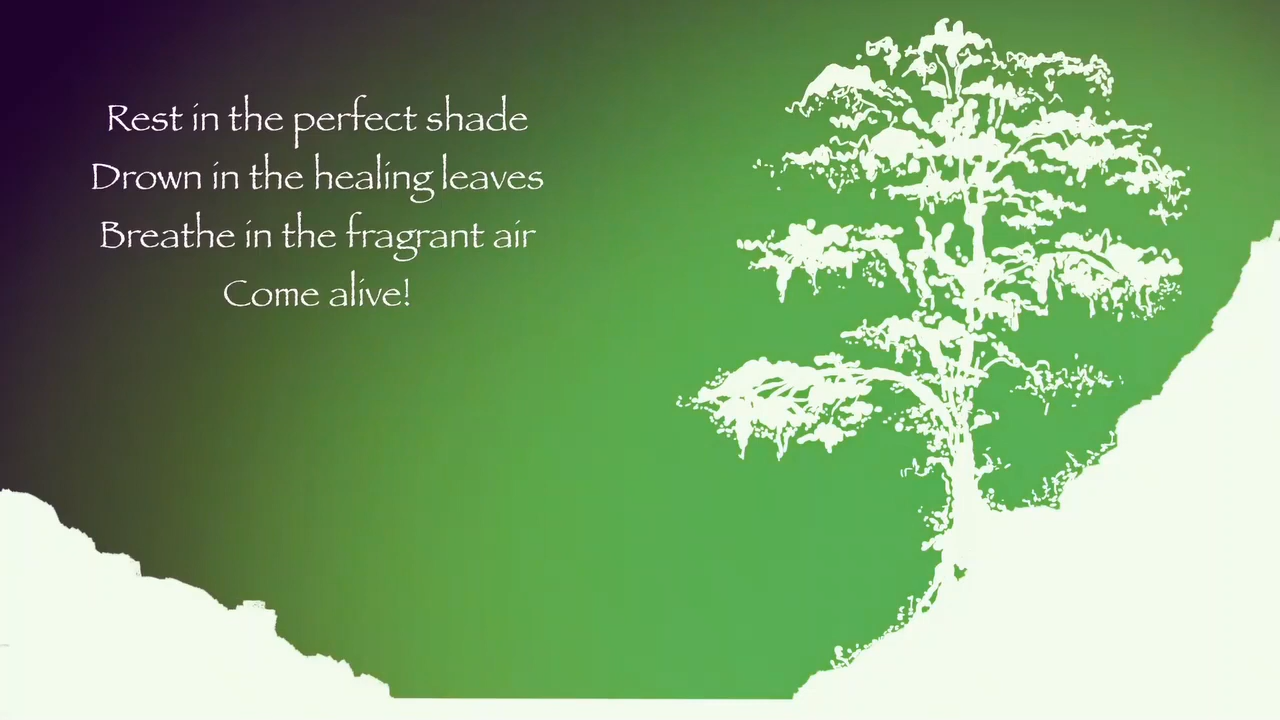 Rest in the perfect shade
Drown in the healing leaves
Breathe in the fragrant air
Come alive!